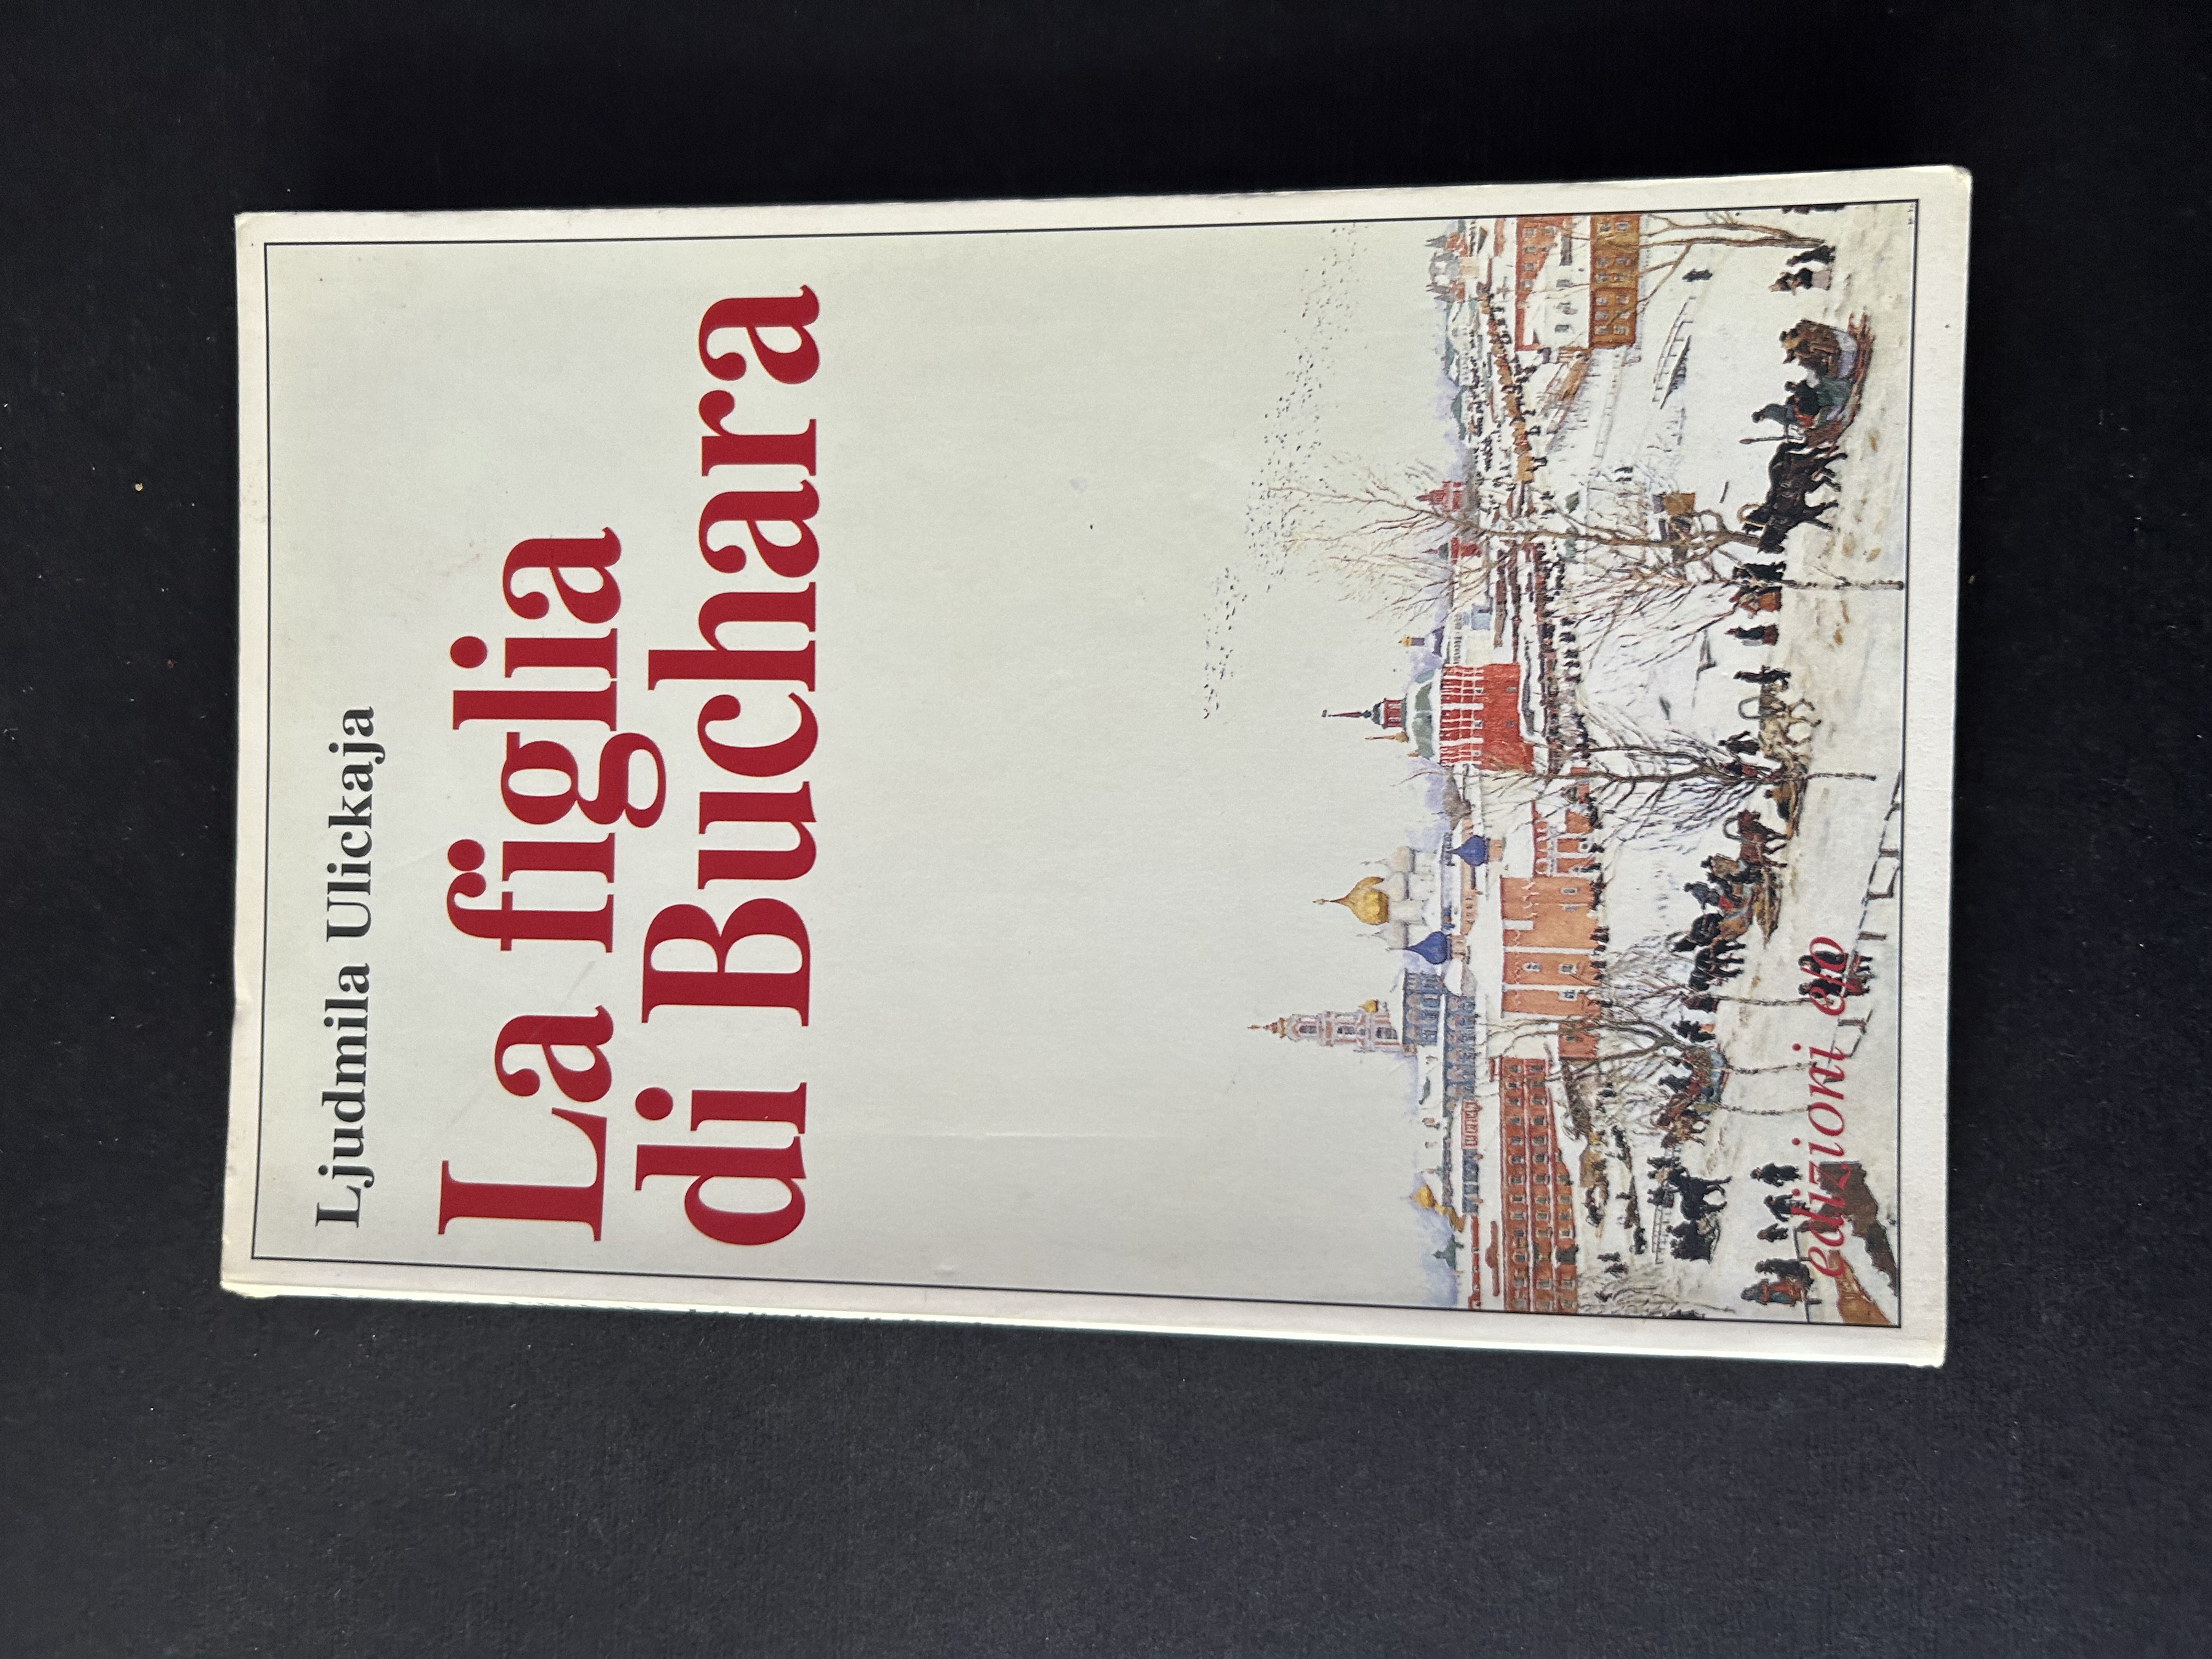 Ljudmila Ulickaja
La figlia
di Buchara
edizioni e/o